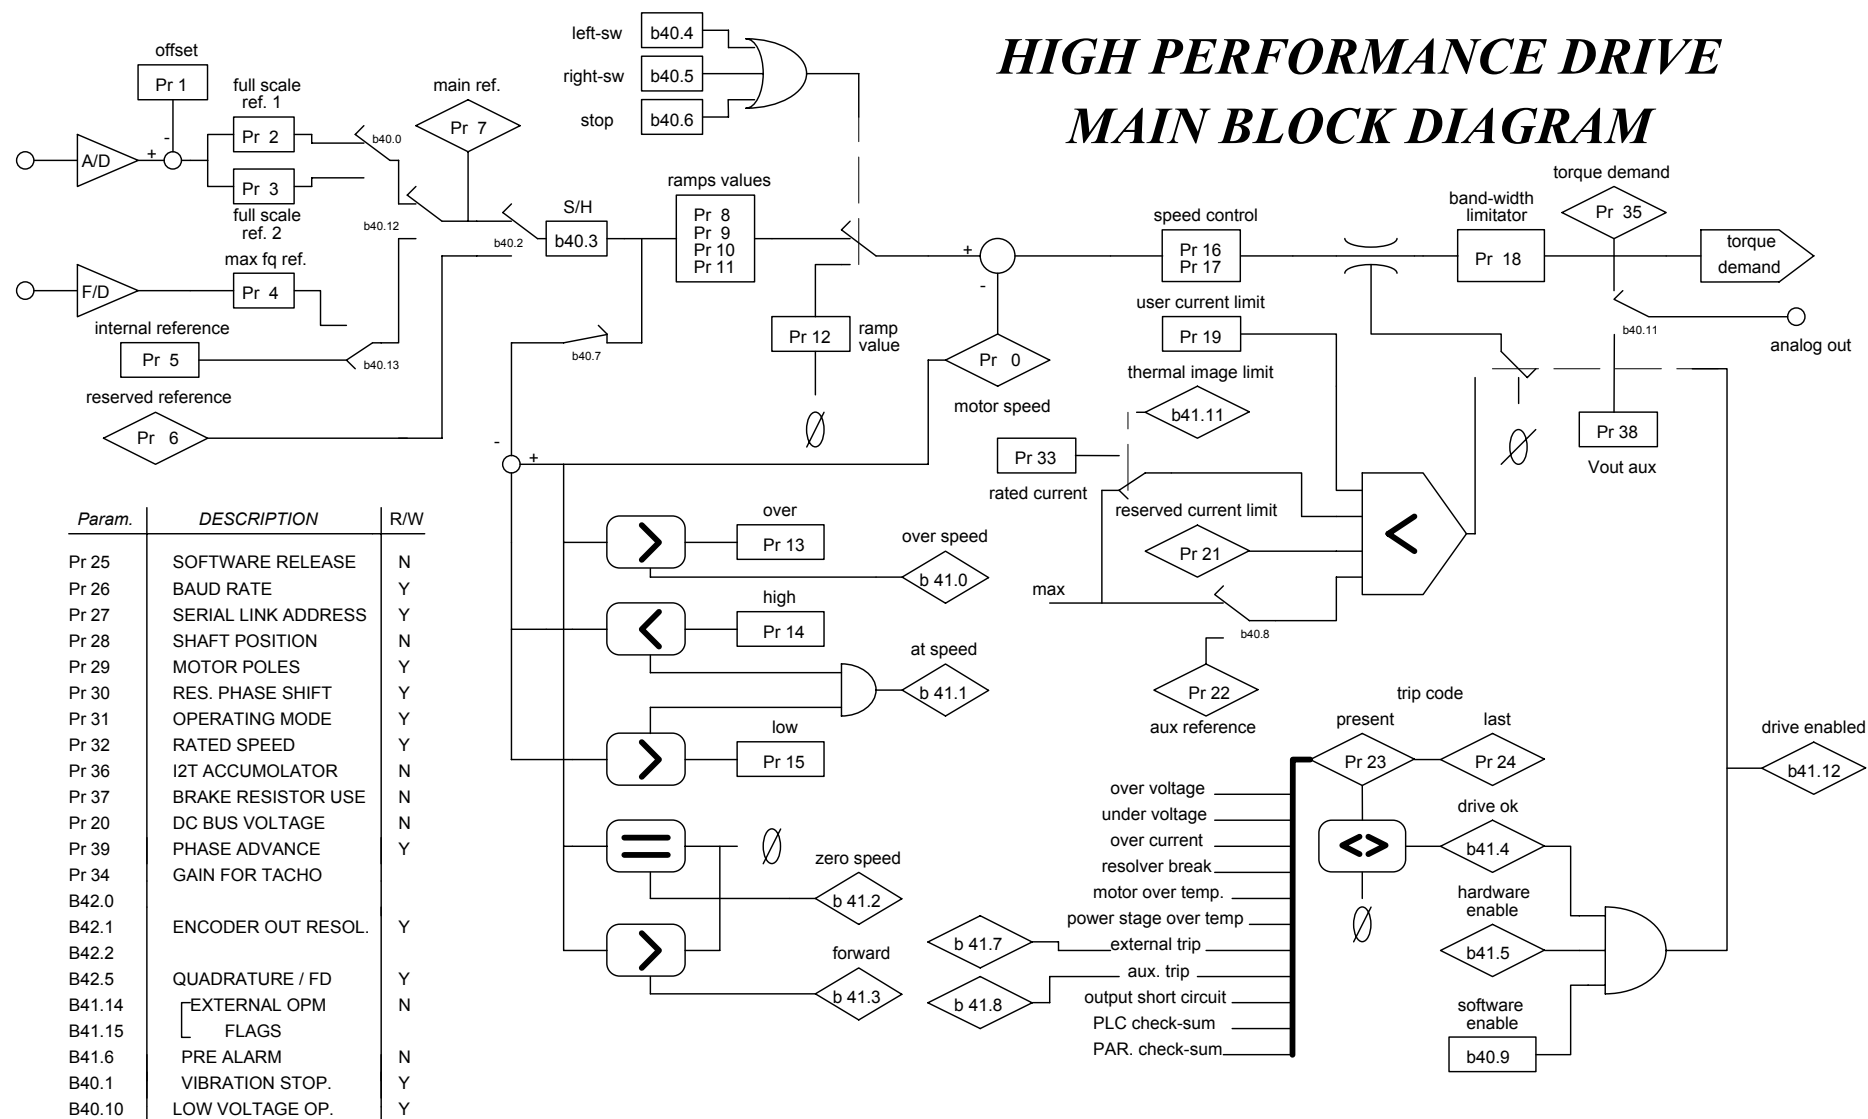 HIGH PERFORMANCE DRIVE
MAIN BLOCK DIAGRAM
left-sw
b40.4
right-sw
b40.5
stop
b40.6
offset
Pr 1
full scale
ref. 1
Pr 2
main ref.
Pr 7
b40.0
A/D
+
-
Pr 3
full scale
ref. 2
b40.12
b40.2
S/H
b40.3
ramps values
Pr 8
Pr 9
Pr 10
Pr 11
max fq ref.
F/D
Pr 4
internal reference
Pr 5
b40.13
reserved reference
Pr 6
b40.7
Pr 12
ramp
value
Ø
+
-
Pr 0
motor speed
speed control
Pr 16
Pr 17
band-width
limitator
Pr 18
torque demand
Pr 35
torque
demand
b40.11
analog out
user current limit
Pr 19
thermal image limit
b41.11
Pr 33
rated current
reserved current limit
Pr 21
max
b40.8
Pr 22
aux reference
<
Ø
Pr 38
Vout aux
-
+
>
over
Pr 13
over speed
b 41.0
<
high
Pr 14
at speed
b 41.1
>
low
Pr 15
=
Ø
zero speed
b 41.2
>
forward
b 41.3
trip code
present
last
Pr 23
Pr 24
drive enabled
b41.12
over voltage
under voltage
over current
resolver break
motor over temp.
power stage over temp
external trip
aux. trip
output short circuit
PLC check-sum
PAR. check-sum
b 41.7
b 41.8
<>
Ø
drive ok
b41.4
hardware
enable
b41.5
software
enable
b40.9
Param. DESCRIPTION R/W
Pr 25 SOFTWARE RELEASE N
Pr 26 BAUD RATE Y
Pr 27 SERIAL LINK ADDRESS Y
Pr 28 SHAFT POSITION N
Pr 29 MOTOR POLES Y
Pr 30 RES. PHASE SHIFT Y
Pr 31 OPERATING MODE Y
Pr 32 RATED SPEED Y
Pr 36 I2T ACCUMOLATOR N
Pr 37 BRAKE RESISTOR USE N
Pr 20 DC BUS VOLTAGE N
Pr 39 PHASE ADVANCE Y
Pr 34 GAIN FOR TACHO
B42.0
B42.1 ENCODER OUT RESOL. Y
B42.2
B42.5 QUADRATURE / FD Y
B41.14 EXTERNAL OPM N
B41.15 FLAGS
B41.6 PRE ALARM N
B40.1 VIBRATION STOP. Y
B40.10 LOW VOLTAGE OP. Y